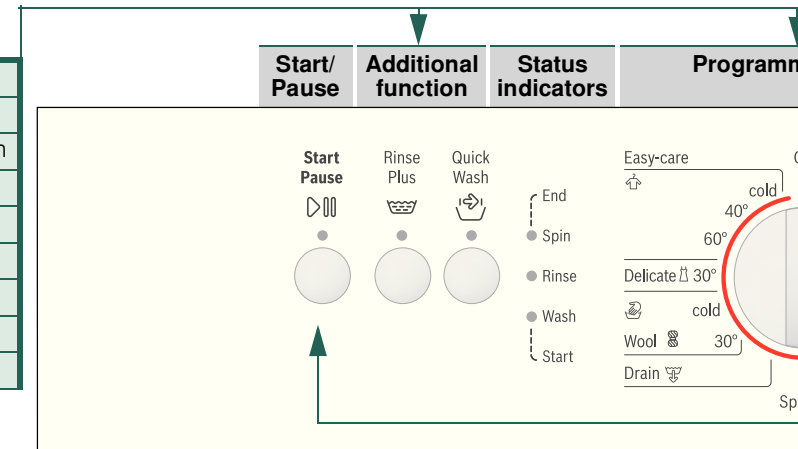 Start/
Pause
Additional
function
Status
indicators
Start
Pause
Rinse
Plus
Quick
Wash
End
Spin
Rinse
Wash
Start
Easy-care
cold
40°
60°
Delicate 30°
cold
Wool 30°
Drain